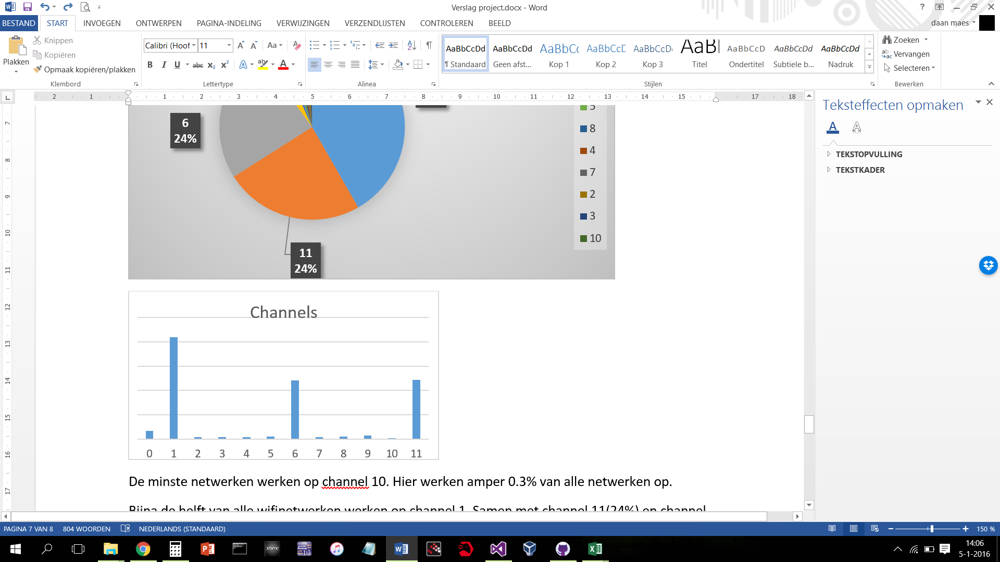 Verslag project.docx - Word
?
BESTAND START INVOEGEN ONTWERPEN PAGINA-INDELING VERWIJZINGEN VERZENDLIJSTEN CONTROLEREN BEELD
daan maes
Plakken
Knippen
Kopiëren
Opmaak kopiëren/plakken
Klembord
Calibri (Hoof 11
Aa
B I U abc x₂ x²
A ab A
Lettertype
Alinea
AaBbCcDd AaBbCcDd AaBbCc AaBbCcD AaBbCcDd AaBl AaBbCcD AaBbCcDd AaBbCcDd
¶ Standaard Geen afst... Kop 1 Kop 2 Kop 3 Titel Ondertitel Subtiele b... Nadruk
Stijlen
Zoeken
Vervangen
Selecteren
Bewerken
2 1 1 2 3 4 5 6 7 8 9 10 11 12 13 14 15 17 18
7 8 9 10 11 12 13 14 15 16 17
Teksteffecten opmaken
A A
TEKSTOPVULLING
TEKSTKADER
6
24%
11
24%
5
8
4
7
2
3
10
Channels
0 1 2 3 4 5 6 7 8 9 10 11
De minste netwerken werken op channel 10. Hier werken amper 0.3% van alle netwerken op.
Bijna de helft van alle wifinetwerken werken op channel 1. Samen met channel 11(24%) en channel
PAGINA 7 VAN 8 804 WOORDEN NEDERLANDS (STANDAARD)
150 %
xbmc
14:06
5-1-2016